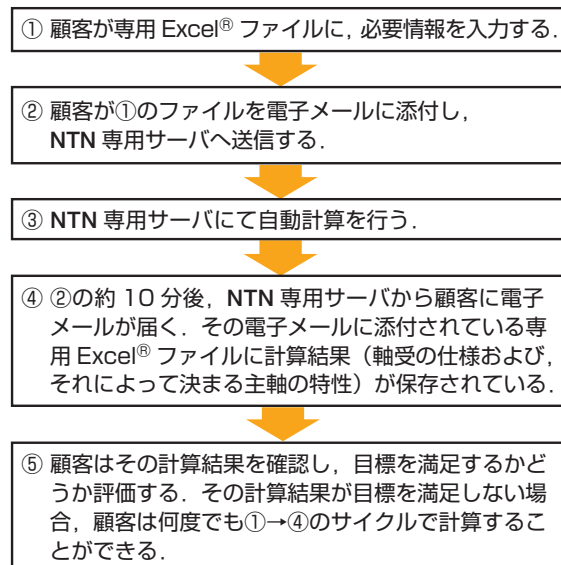 ① 顧客が専用 Excel® ファイルに, 必要情報を入力する.
② 顧客が①のファイルを電子メールに添付し,
NTN 専用サーバへ送信する.
③ NTN 専用サーバにて自動計算を行う.
④ ②の約 10 分後, NTN 専用サーバから顧客に電子
メールが届く. その電子メールに添付されている専
用 Excel® ファイルに計算結果（軸受の仕様および,
それによって決まる主軸の特性）が保存されている.
⑤ 顧客はその計算結果を確認し, 目標を満足するかど
うか評価する. その計算結果が目標を満足しない場
合, 顧客は何度でも①→④のサイクルで計算するこ
とができる.